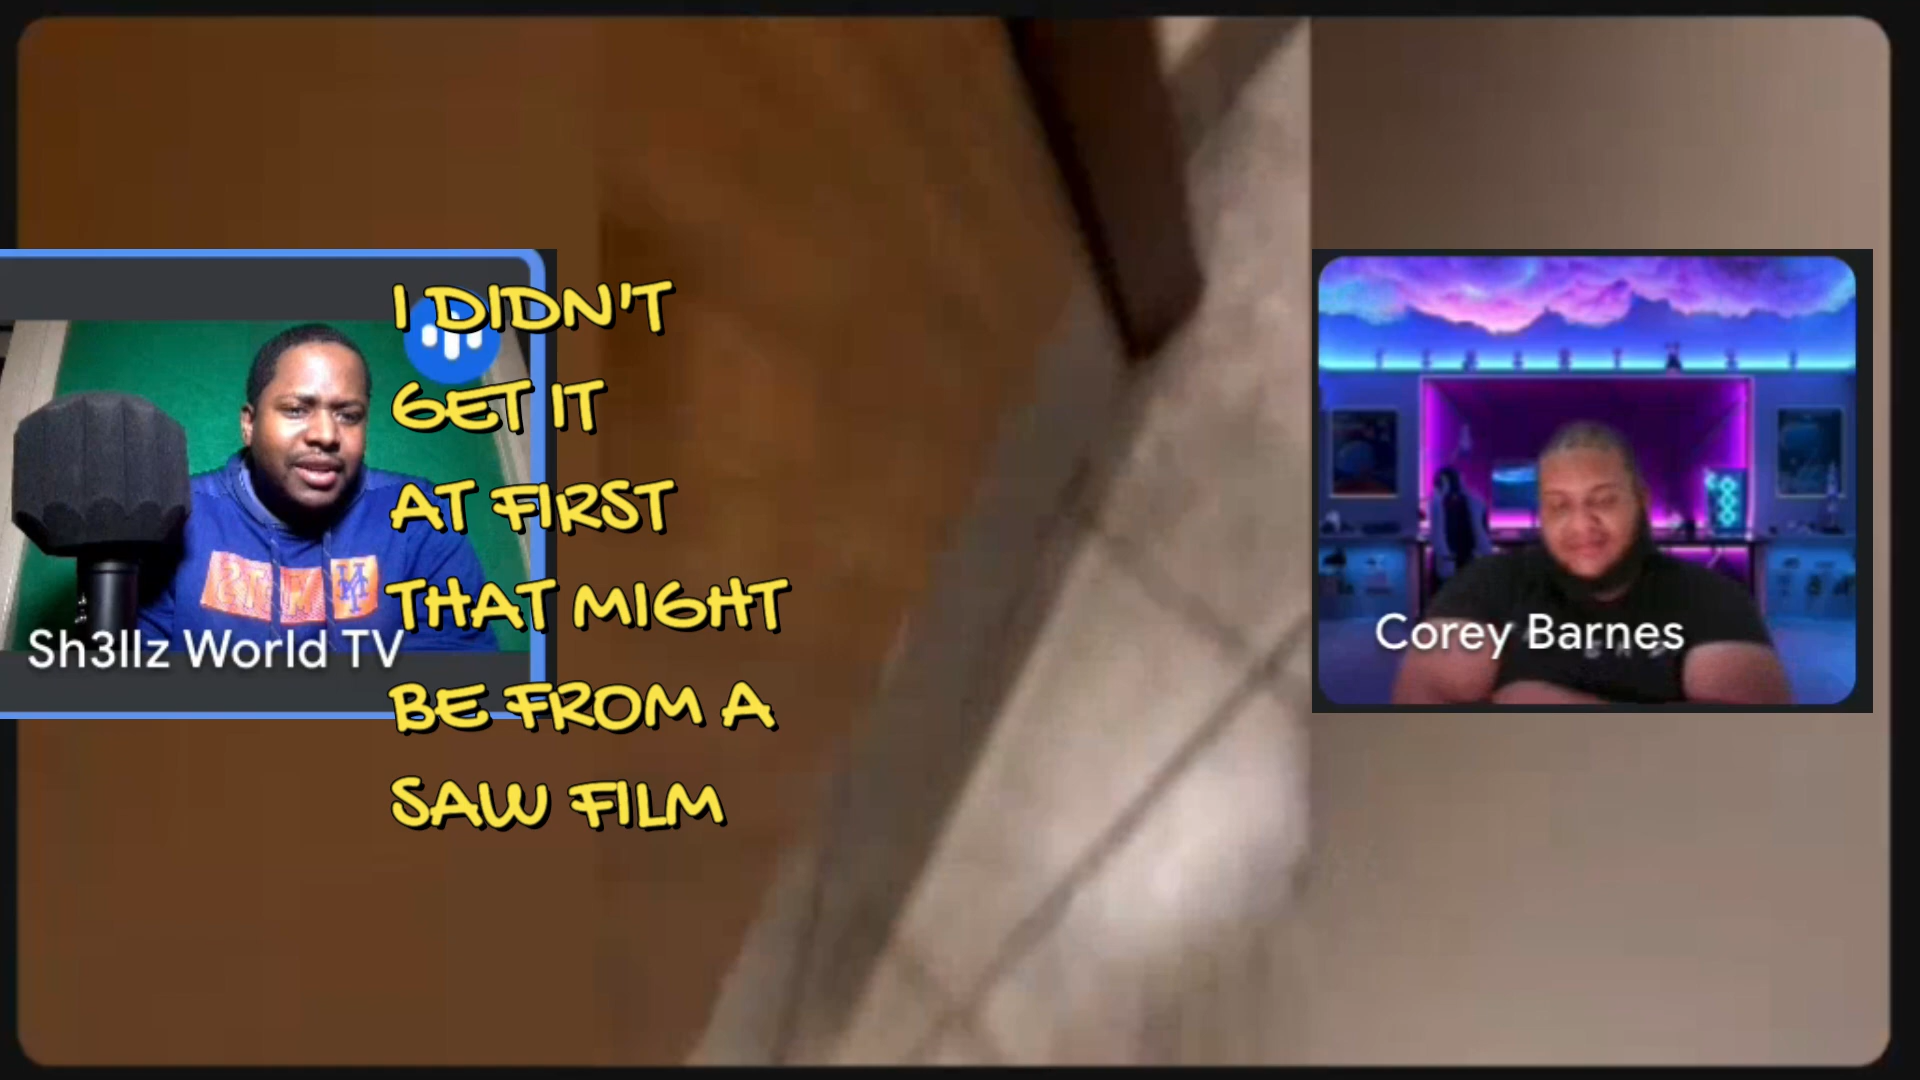 I DIDN'T
GET IT
AT FIRST
THAT MIGHT
BE FROM A
SAW FILM
Sh3llz World TV
Corey Barnes